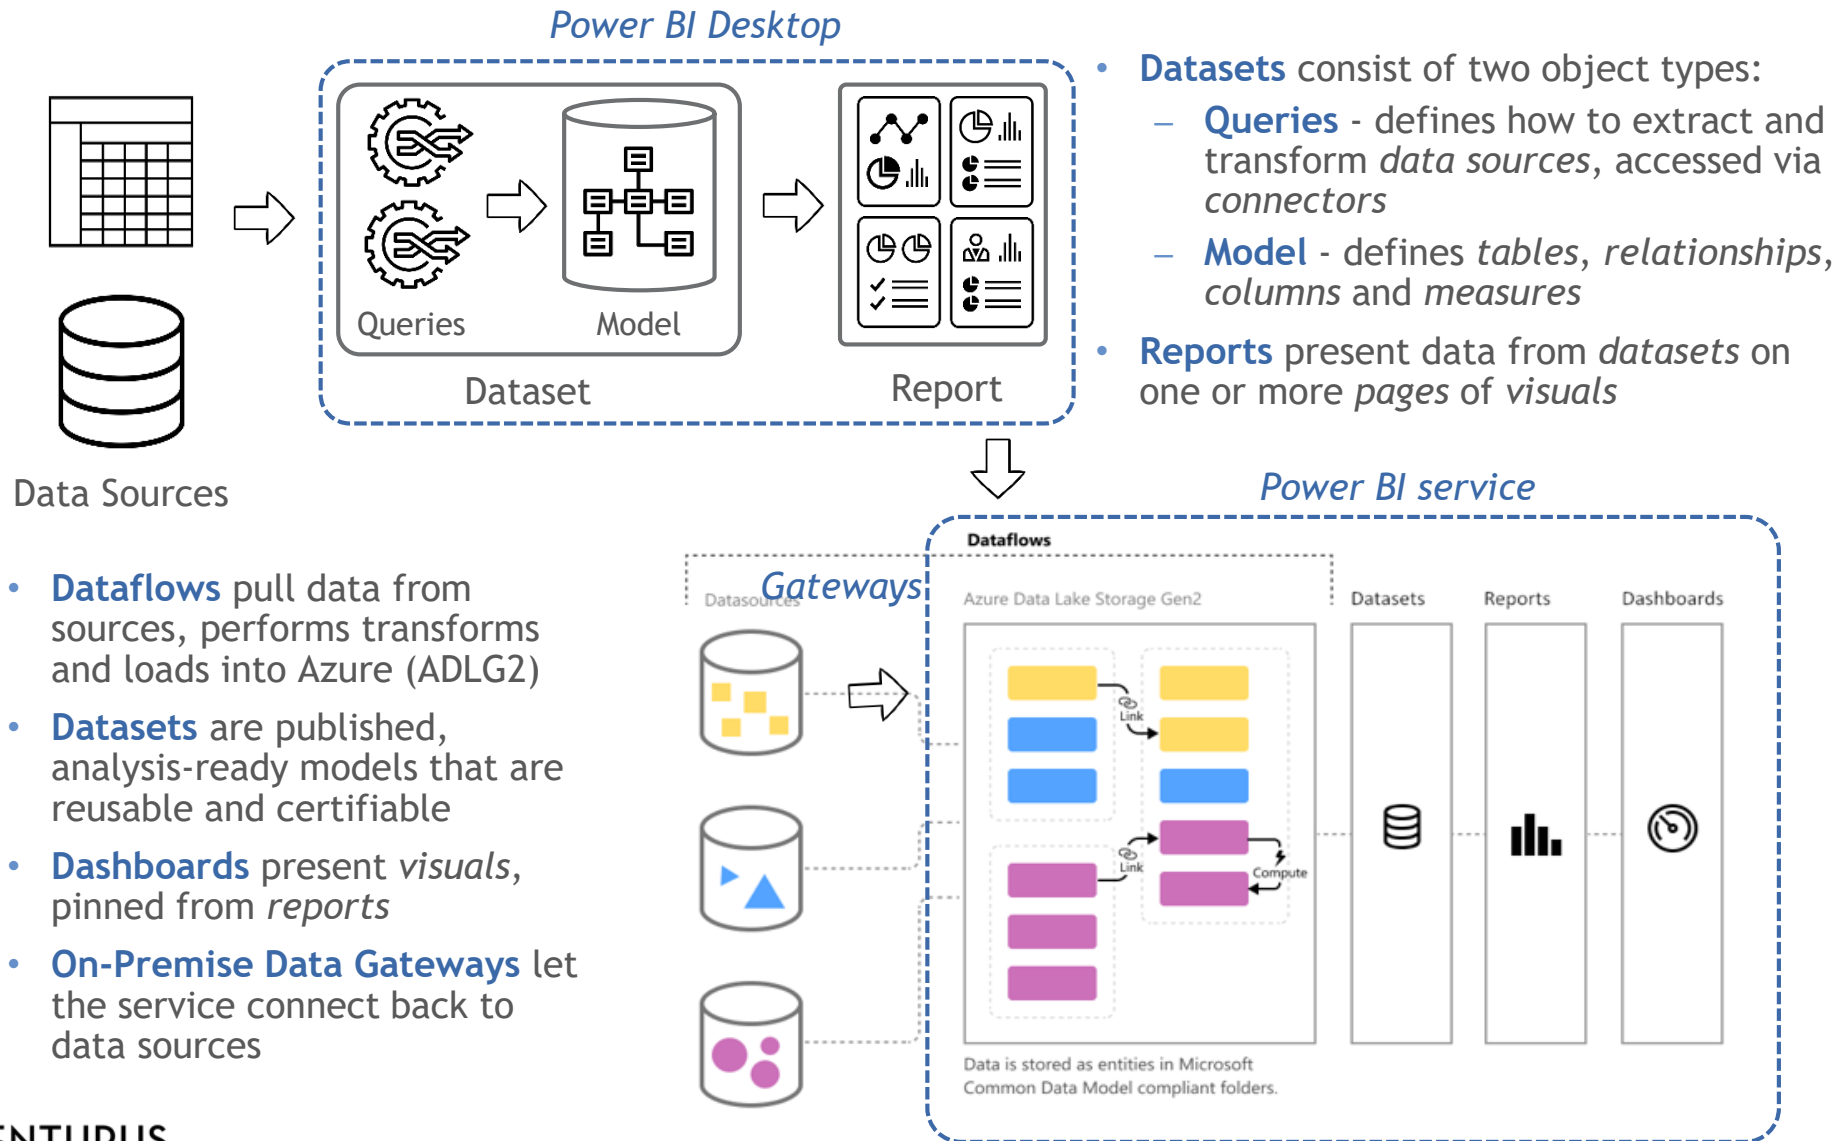 Power BI Desktop
Queries
Model
Dataset
Report
Data Sources
• Datasets consist of two object types:
– Queries - defines how to extract and
transform data sources, accessed via
connectors
– Model - defines tables, relationships,
columns and measures
• Reports present data from datasets on
one or more pages of visuals
• Dataflows pull data from
sources, performs transforms
and loads into Azure (ADLG2)
• Datasets are published,
analysis-ready models that are
reusable and certifiable
• Dashboards present visuals,
pinned from reports
• On-Premise Data Gateways let
the service connect back to
data sources
Power BI service
Dataflows
Gateways
Datasources
Azure Data Lake Storage Gen2
Datasets
Reports
Dashboards
Link
Link
Compute
Data is stored as entities in Microsoft
Common Data Model compliant folders.